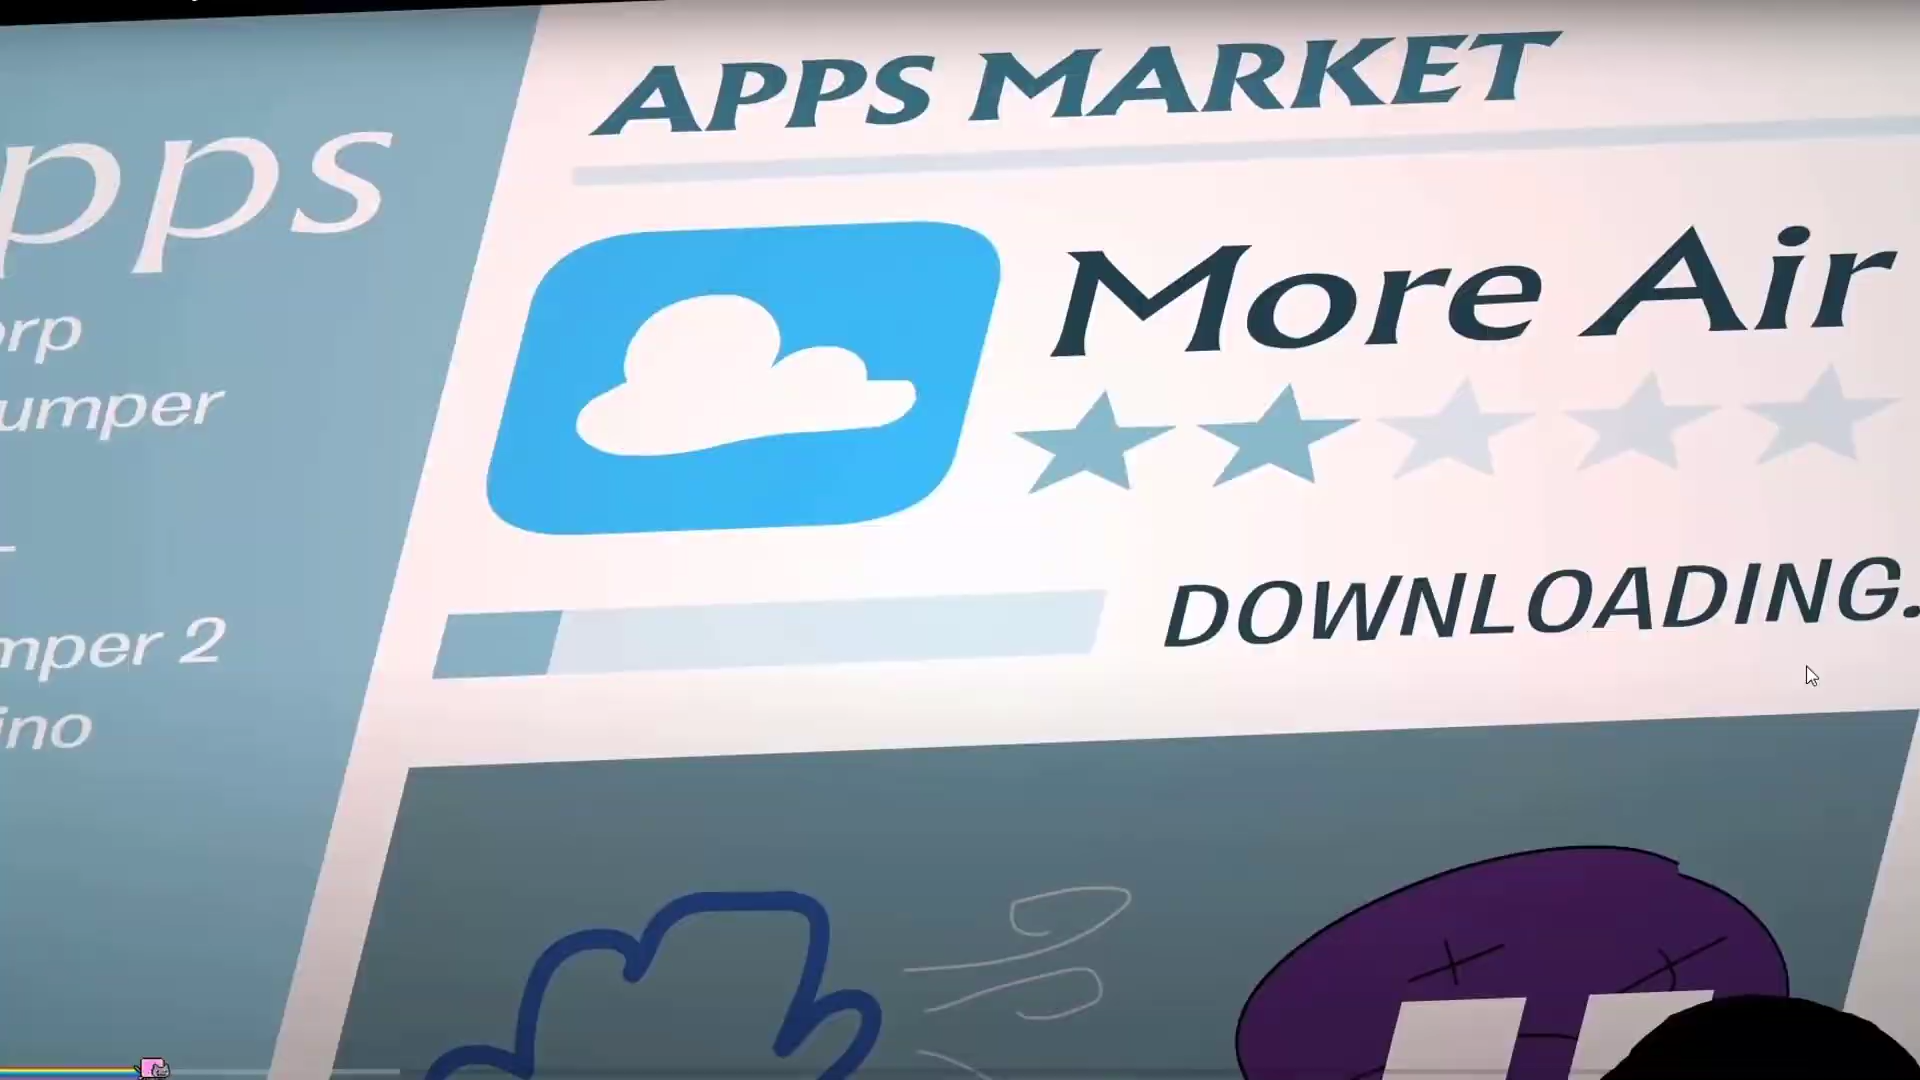 APPS MARKET
pps
More Air
orp
umper
DOWNLOADING.
mper 2
ino